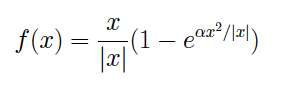 f(x) = \frac{x}{|x|}(1 - e^{\alpha x^2/|x|})